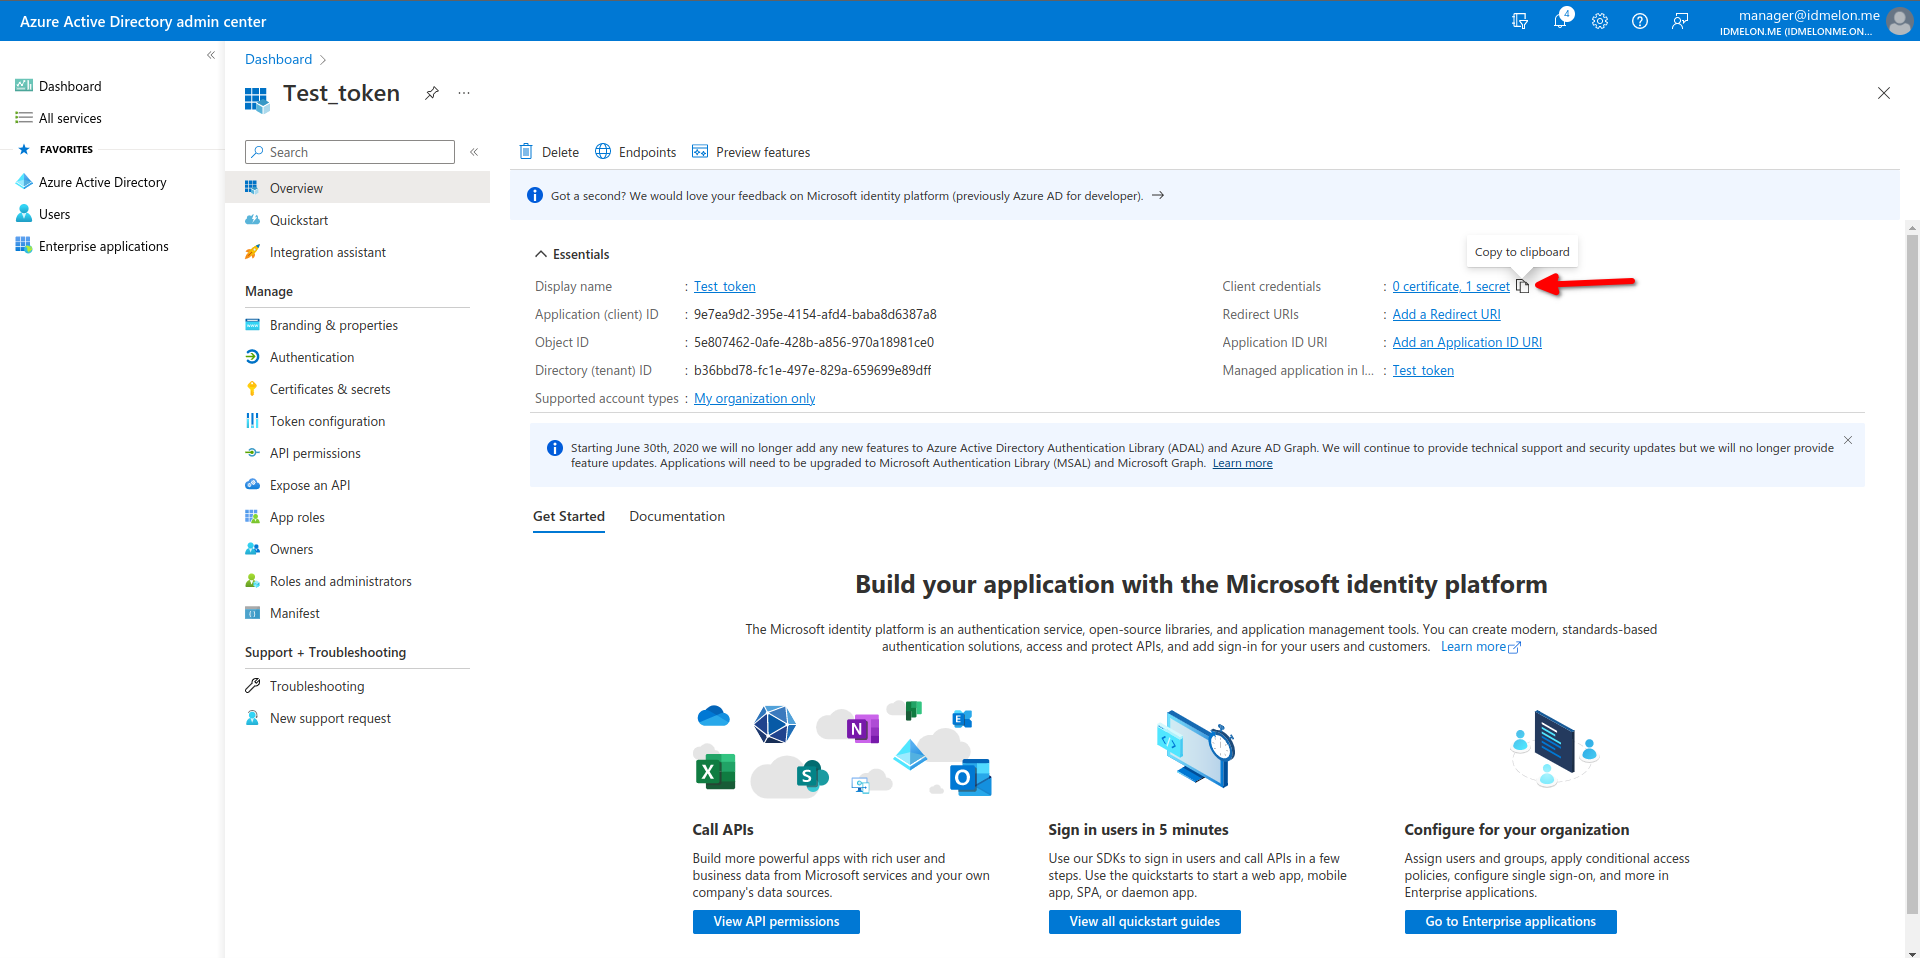 Azure Active Directory admin center
4
manager@idmelon.me
IDMELON.ME (IDMELONME.ON...
Dashboard
All services
FAVORITES
Azure Active Directory
Users
Enterprise applications
Dashboard
Test_token
Search
Overview
Quickstart
Integration assistant
Manage
Branding & properties
Authentication
Certificates & secrets
Token configuration
API permissions
Expose an API
App roles
Owners
Roles and administrators
Manifest
Support + Troubleshooting
Troubleshooting
New support request
Delete
Endpoints
Preview features
Got a second? We would love your feedback on Microsoft identity platform (previously Azure AD for developer).
Essentials
Copy to clipboard
Display name : Test_token
Application (client) ID : 9e7ea9d2-395e-4154-afd4-baba8d6387a8
Object ID : 5e807462-0afe-428b-a856-970a18981ce0
Directory (tenant) ID : b36bbd78-fc1e-497e-829a-659699e89dff
Supported account types : My organization only
Client credentials : 0 certificate, 1 secret
Redirect URIs : Add a Redirect URI
Application ID URI : Add an Application ID URI
Managed application in l... : Test_token
Starting June 30th, 2020 we will no longer add any new features to Azure Active Directory Authentication Library (ADAL) and Azure AD Graph. We will continue to provide technical support and security updates but we will no longer provide
feature updates. Applications will need to be upgraded to Microsoft Authentication Library (MSAL) and Microsoft Graph. Learn more
Get Started
Documentation
Build your application with the Microsoft identity platform
The Microsoft identity platform is an authentication service, open-source libraries, and application management tools. You can create modern, standards-based
authentication solutions, access and protect APIs, and add sign-in for your users and customers. Learn more
N
E
X
S
O
Call APIs
Build more powerful apps with rich user and
business data from Microsoft services and your own
company's data sources.
View API permissions
Sign in users in 5 minutes
Use our SDKs to sign in users and call APIs in a few
steps. Use the quickstarts to start a web app, mobile
app, SPA, or daemon app.
View all quickstart guides
Configure for your organization
Assign users and groups, apply conditional access
policies, configure single sign-on, and more in
Enterprise applications.
Go to Enterprise applications